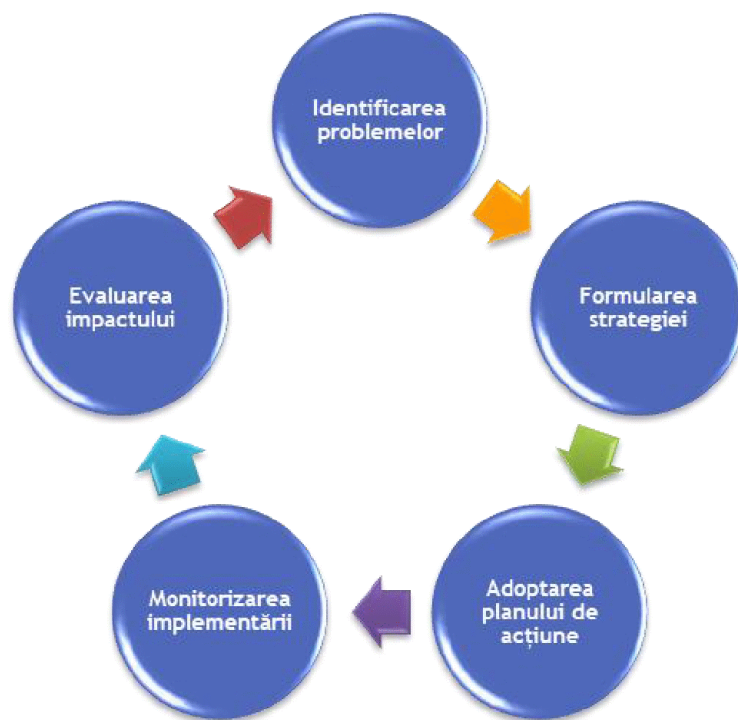 Identificarea
problemelor
Formularea
strategiei
Adoptarea
planului de
acțiune
Monitorizarea
implementării
Evaluarea
impactului